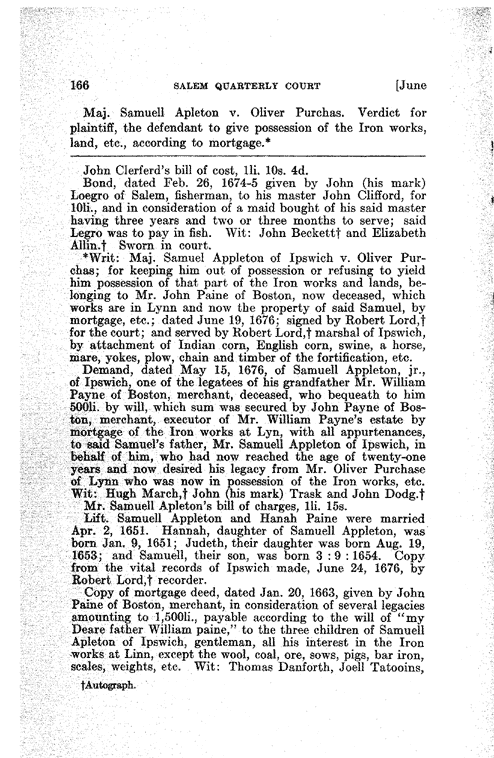 166 SALEM QUARTERLY COURT [June
Maj. Samuell Apleton v. Oliver Purchas. Verdict for
plaintiff, the defendant to give possession of the Iron works,
land, etc., according to mortgage.*
John Clerferd's bill of cost, 1li. 10s. 4d.
Bond, dated Feb. 26, 1674-5 given by John (his mark)
Loegro of Salem, fisherman, to his master John Clifford, for
10li., and in consideration of a maid bought of his said master
having three years and two or three months to serve; said
Legro was to pay in fish. Wit: John Beckett† and Elizabeth
Allin.† Sworn in court.
*Writ: Maj. Samuel Appleton of Ipswich v. Oliver Pur-
chas; for keeping him out of possession or refusing to yield
him possession of that part of the Iron works and lands, be-
longing to Mr. John Paine of Boston, now deceased, which
works are in Lynn and now the property of said Samuel, by
mortgage, etc.; dated June 19, 1676; signed by Robert Lord,†
for the court; and served by Robert Lord,† marshal of Ipswich,
by attachment of Indian corn, English corn, swine, a horse,
mare, yokes, plow, chain and timber of the fortification, etc.
Demand, dated May 15, 1676, of Samuell Appleton, jr.,
of Ipswich, one of the legatees of his grandfather Mr. William
Payne of Boston, merchant, deceased, who bequeath to him
500li. by will, which sum was secured by John Payne of Bos-
ton, merchant, executor of Mr. William Payne's estate by
mortgage of the Iron works at Lyn, with all appurtenances,
to said Samuel's father, Mr. Samuell Appleton of Ipswich, in
behalf of him, who had now reached the age of twenty-one
years and now desired his legacy from Mr. Oliver Purchase
of Lynn who was now in possession of the Iron works, etc.
Wit: Hugh March,† John (his mark) Trask and John Dodg.†
Mr. Samuell Apleton's bill of charges, 1li. 15s.
Lift. Samuell Appleton and Hanah Paine were married
Apr. 2, 1651. Hannah, daughter of Samuell Appleton, was
born Jan. 9, 1651; Judeth, their daughter was born Aug. 19,
1653; and Samuell, their son, was born 3 : 9 : 1654. Copy
from the vital records of Ipswich made, June 24, 1676, by
Robert Lord,† recorder.
Copy of mortgage deed, dated Jan. 20, 1663, given by John
Paine of Boston, merchant, in consideration of several legacies
amounting to 1,500li., payable according to the will of "my
Deare father William paine," to the three children of Samuell
Apleton of Ipswich, gentleman, all his interest in the Iron
works at Linn, except the wool, coal, ore, sows, pigs, bar iron,
scales, weights, etc. Wit: Thomas Danforth, Joell Tatooins,
†Autograph.